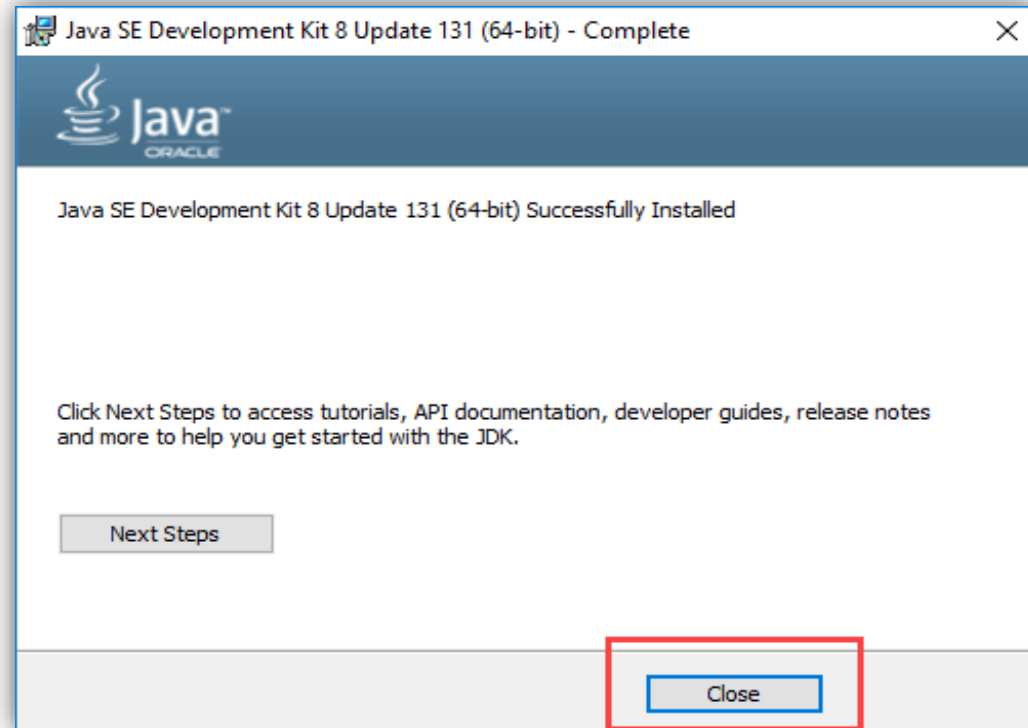 Java SE Development Kit 8 Update 131 (64-bit) - Complete
Java™
ORACLE
Java SE Development Kit 8 Update 131 (64-bit) Successfully Installed
Click Next Steps to access tutorials, API documentation, developer guides, release notes
and more to help you get started with the JDK.
Next Steps
Close